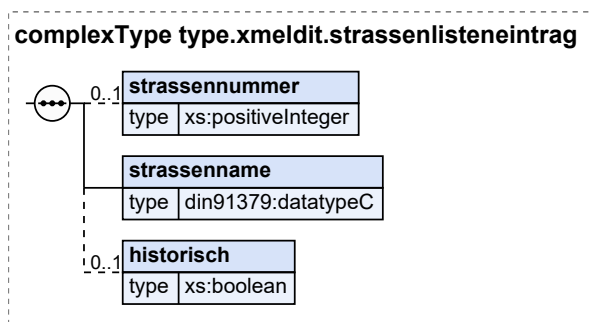 complexType type.xmeldit.strassenlisteneintrag
0..1 strassennummer
type xs:positiveInteger
strassenname
type din91379:datatypeC
0..1 historisch
type xs:boolean